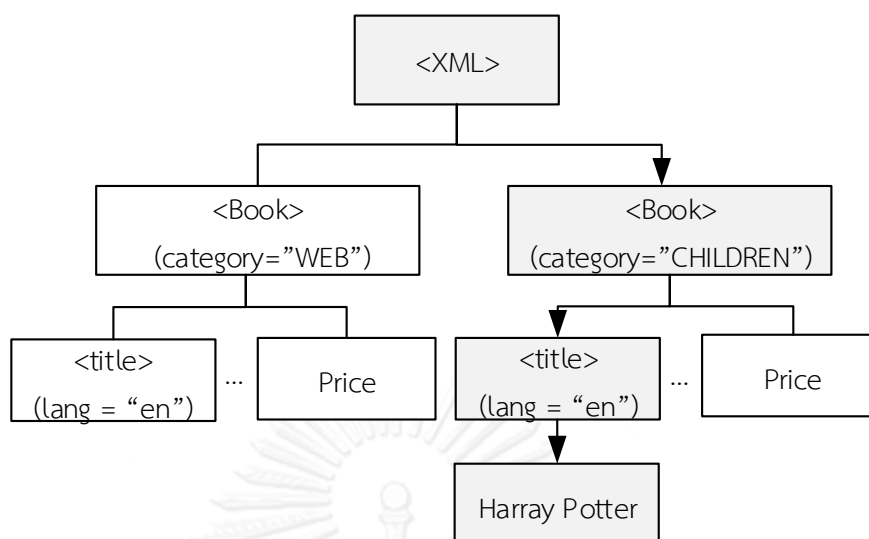 <XML>
<Book>
(category=”WEB”)
<Book>
(category=”CHILDREN”)
<title>
(lang = “en”)
...
Price
<title>
(lang = “en”)
...
Price
Harray Potter